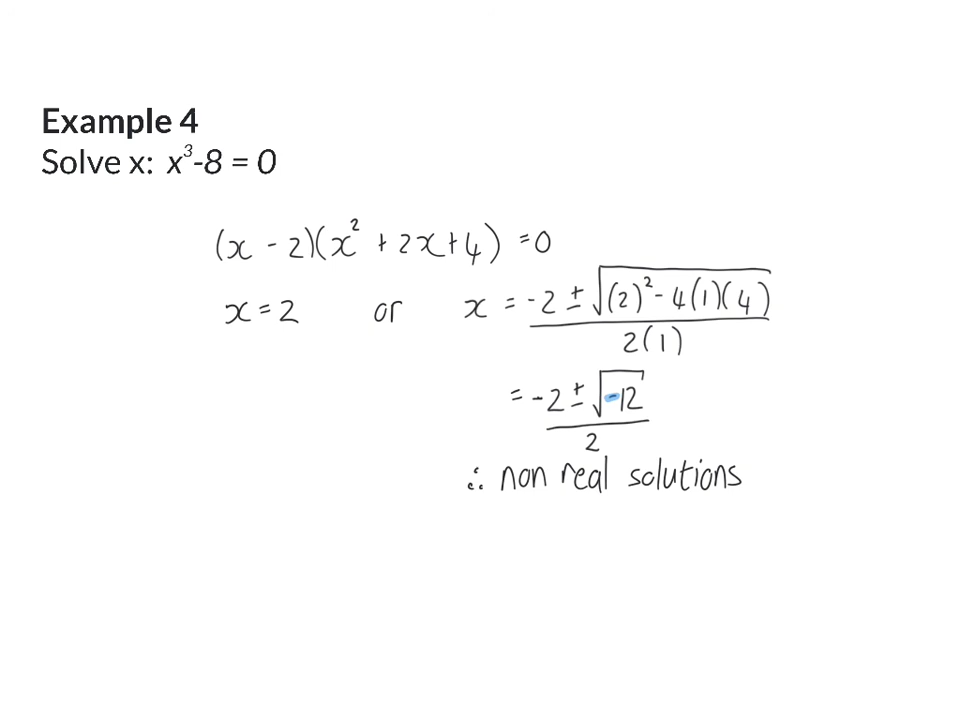 Example 4
Solve x: x³-8 = 0
(x - 2)(x² + 2x + 4) = 0
x = 2 or x = -2 ± √(2)² - 4(1)(4)
2(1)
= -2 ± √-12
2
∴ non real solutions